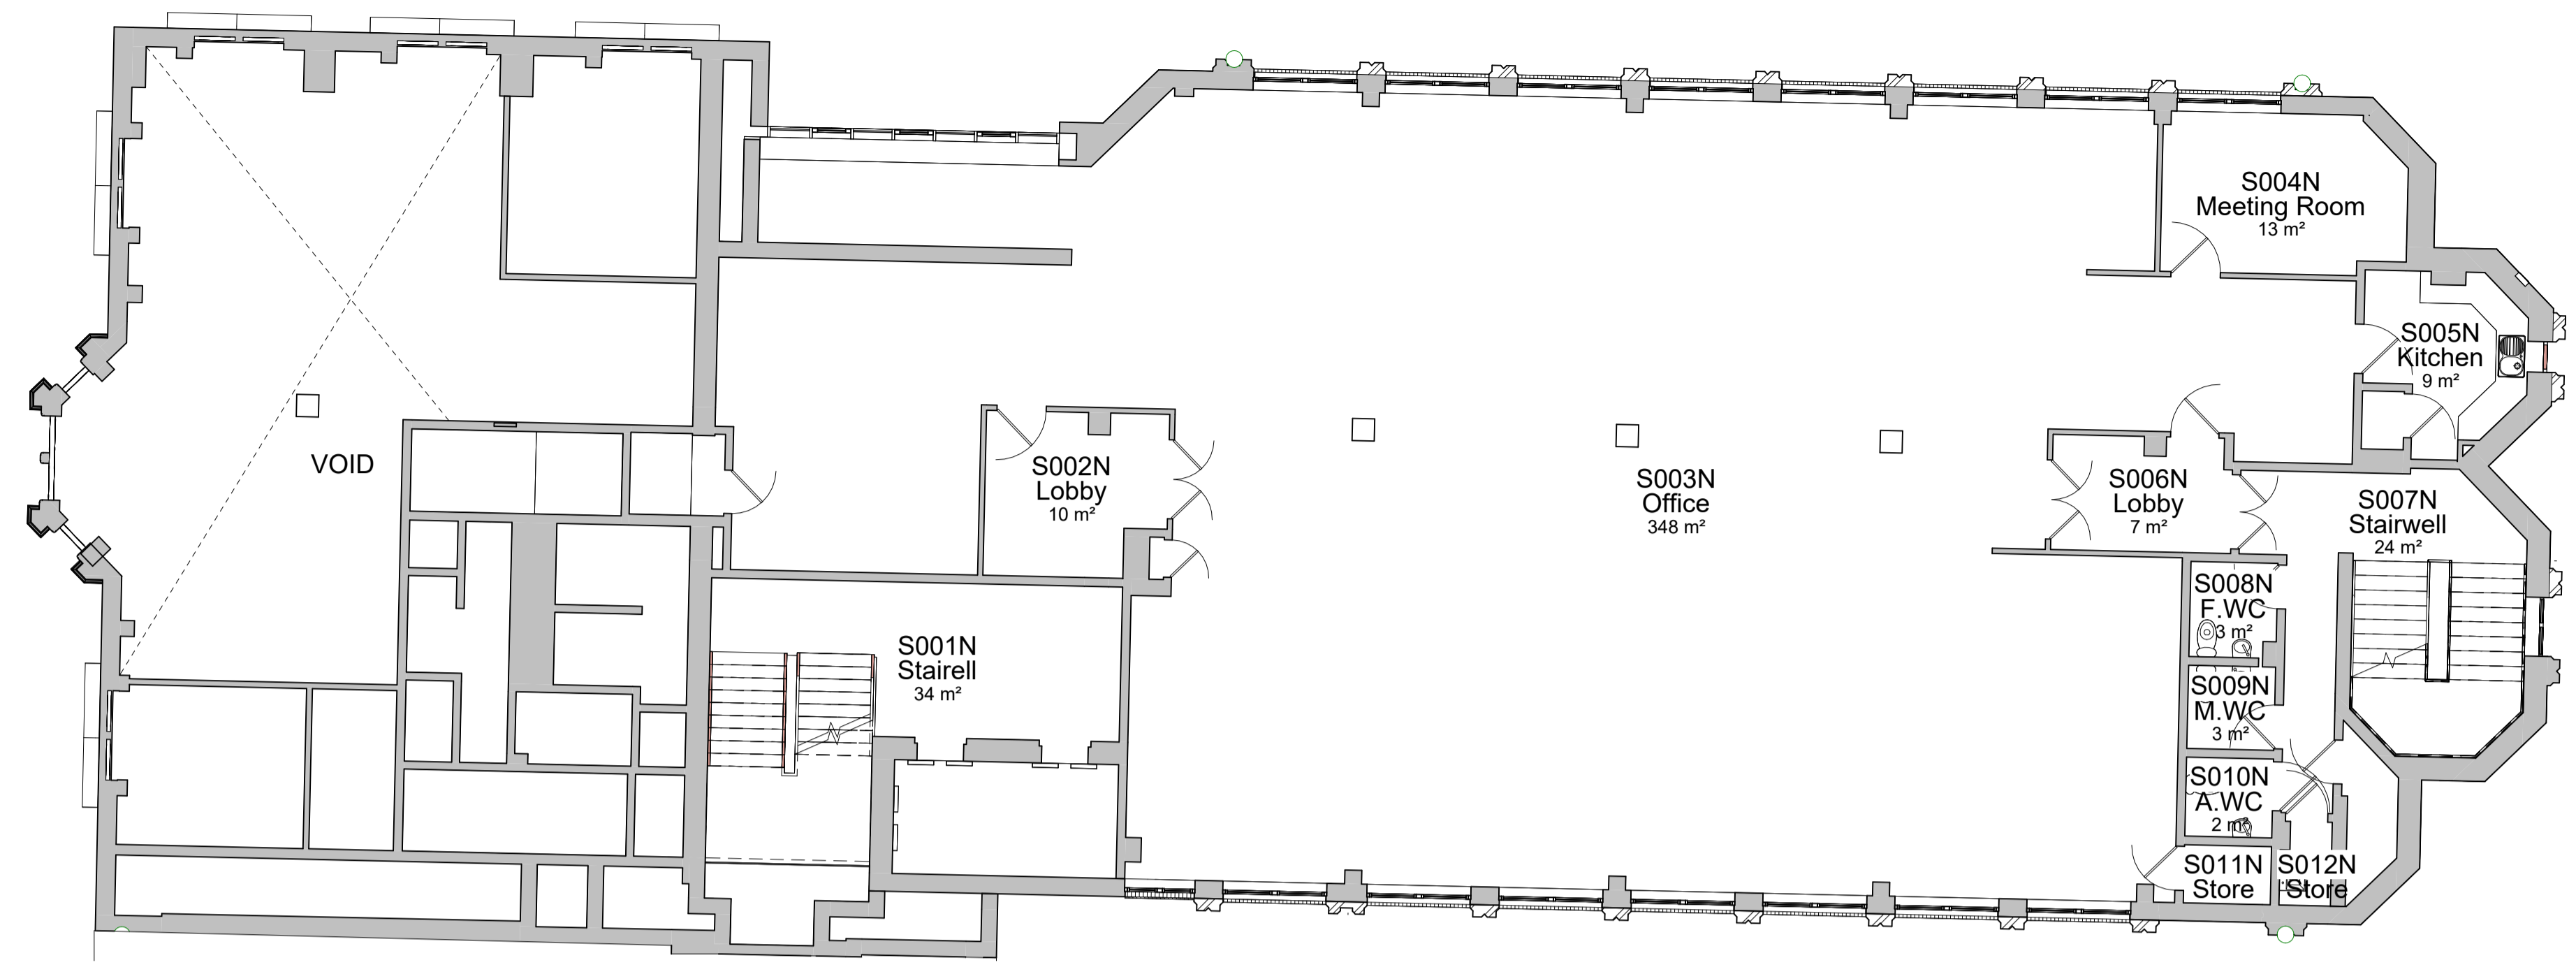 S004N
Meeting Room
13 m²
S005N
Kitchen
9 m²
VOID
S002N
Lobby
10 m²
S003N
Office
348 m²
S006N
Lobby
7 m²
S007N
Stairwell
24 m²
S008N
F.WC
3 m²
S001N
Stairell
34 m²
S009N
M.WC
3 m²
S010N
A.WC
2 m²
S011N
Store
S012N
Store